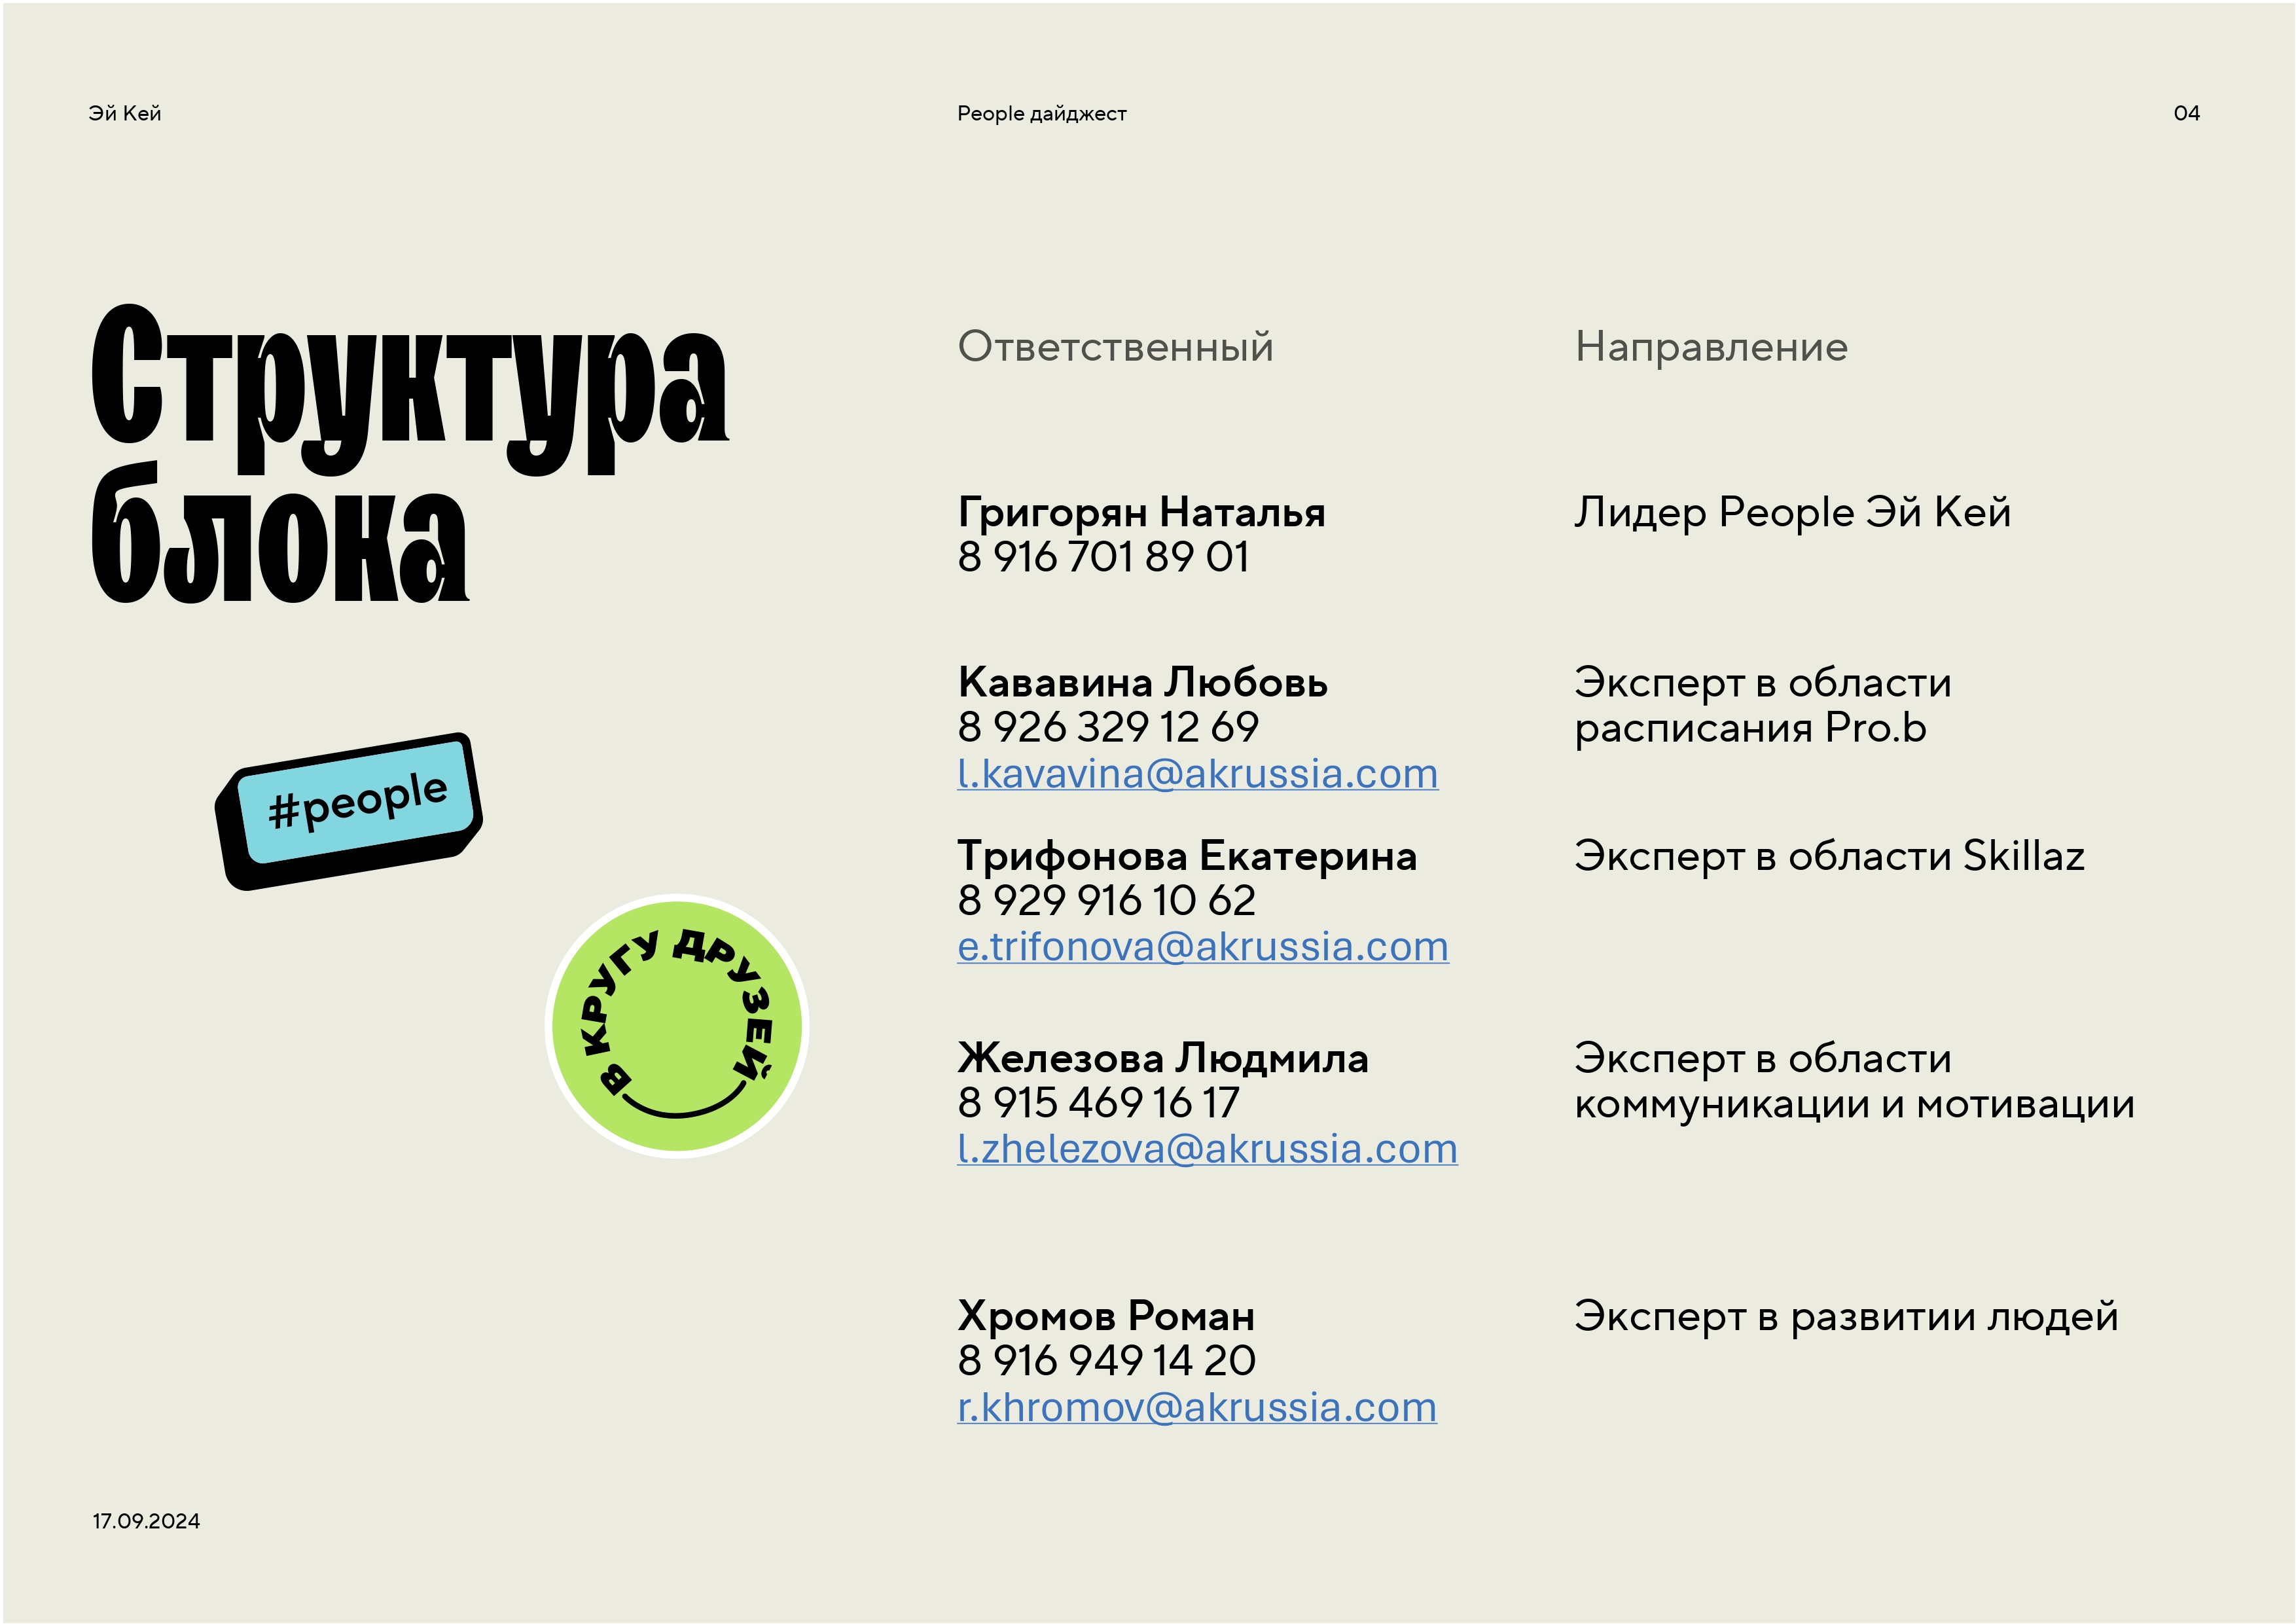 Эй Кей
People дайджест
04
Структура
блока
#people
В КРУГУ ДРУЗЕЙ
Ответственный
Направление
Григорян Наталья
8 916 701 89 01
Лидер People Эй Кей
Кававина Любовь
8 926 329 12 69
l.kavavina@akrussia.com
Эксперт в области
расписания Pro.b
Трифонова Екатерина
8 929 916 10 62
e.trifonova@akrussia.com
Эксперт в области Skillaz
Железова Людмила
8 915 469 16 17
l.zhelezova@akrussia.com
Эксперт в области
коммуникации и мотивации
Хромов Роман
8 916 949 14 20
r.khromov@akrussia.com
Эксперт в развитии людей
17.09.2024